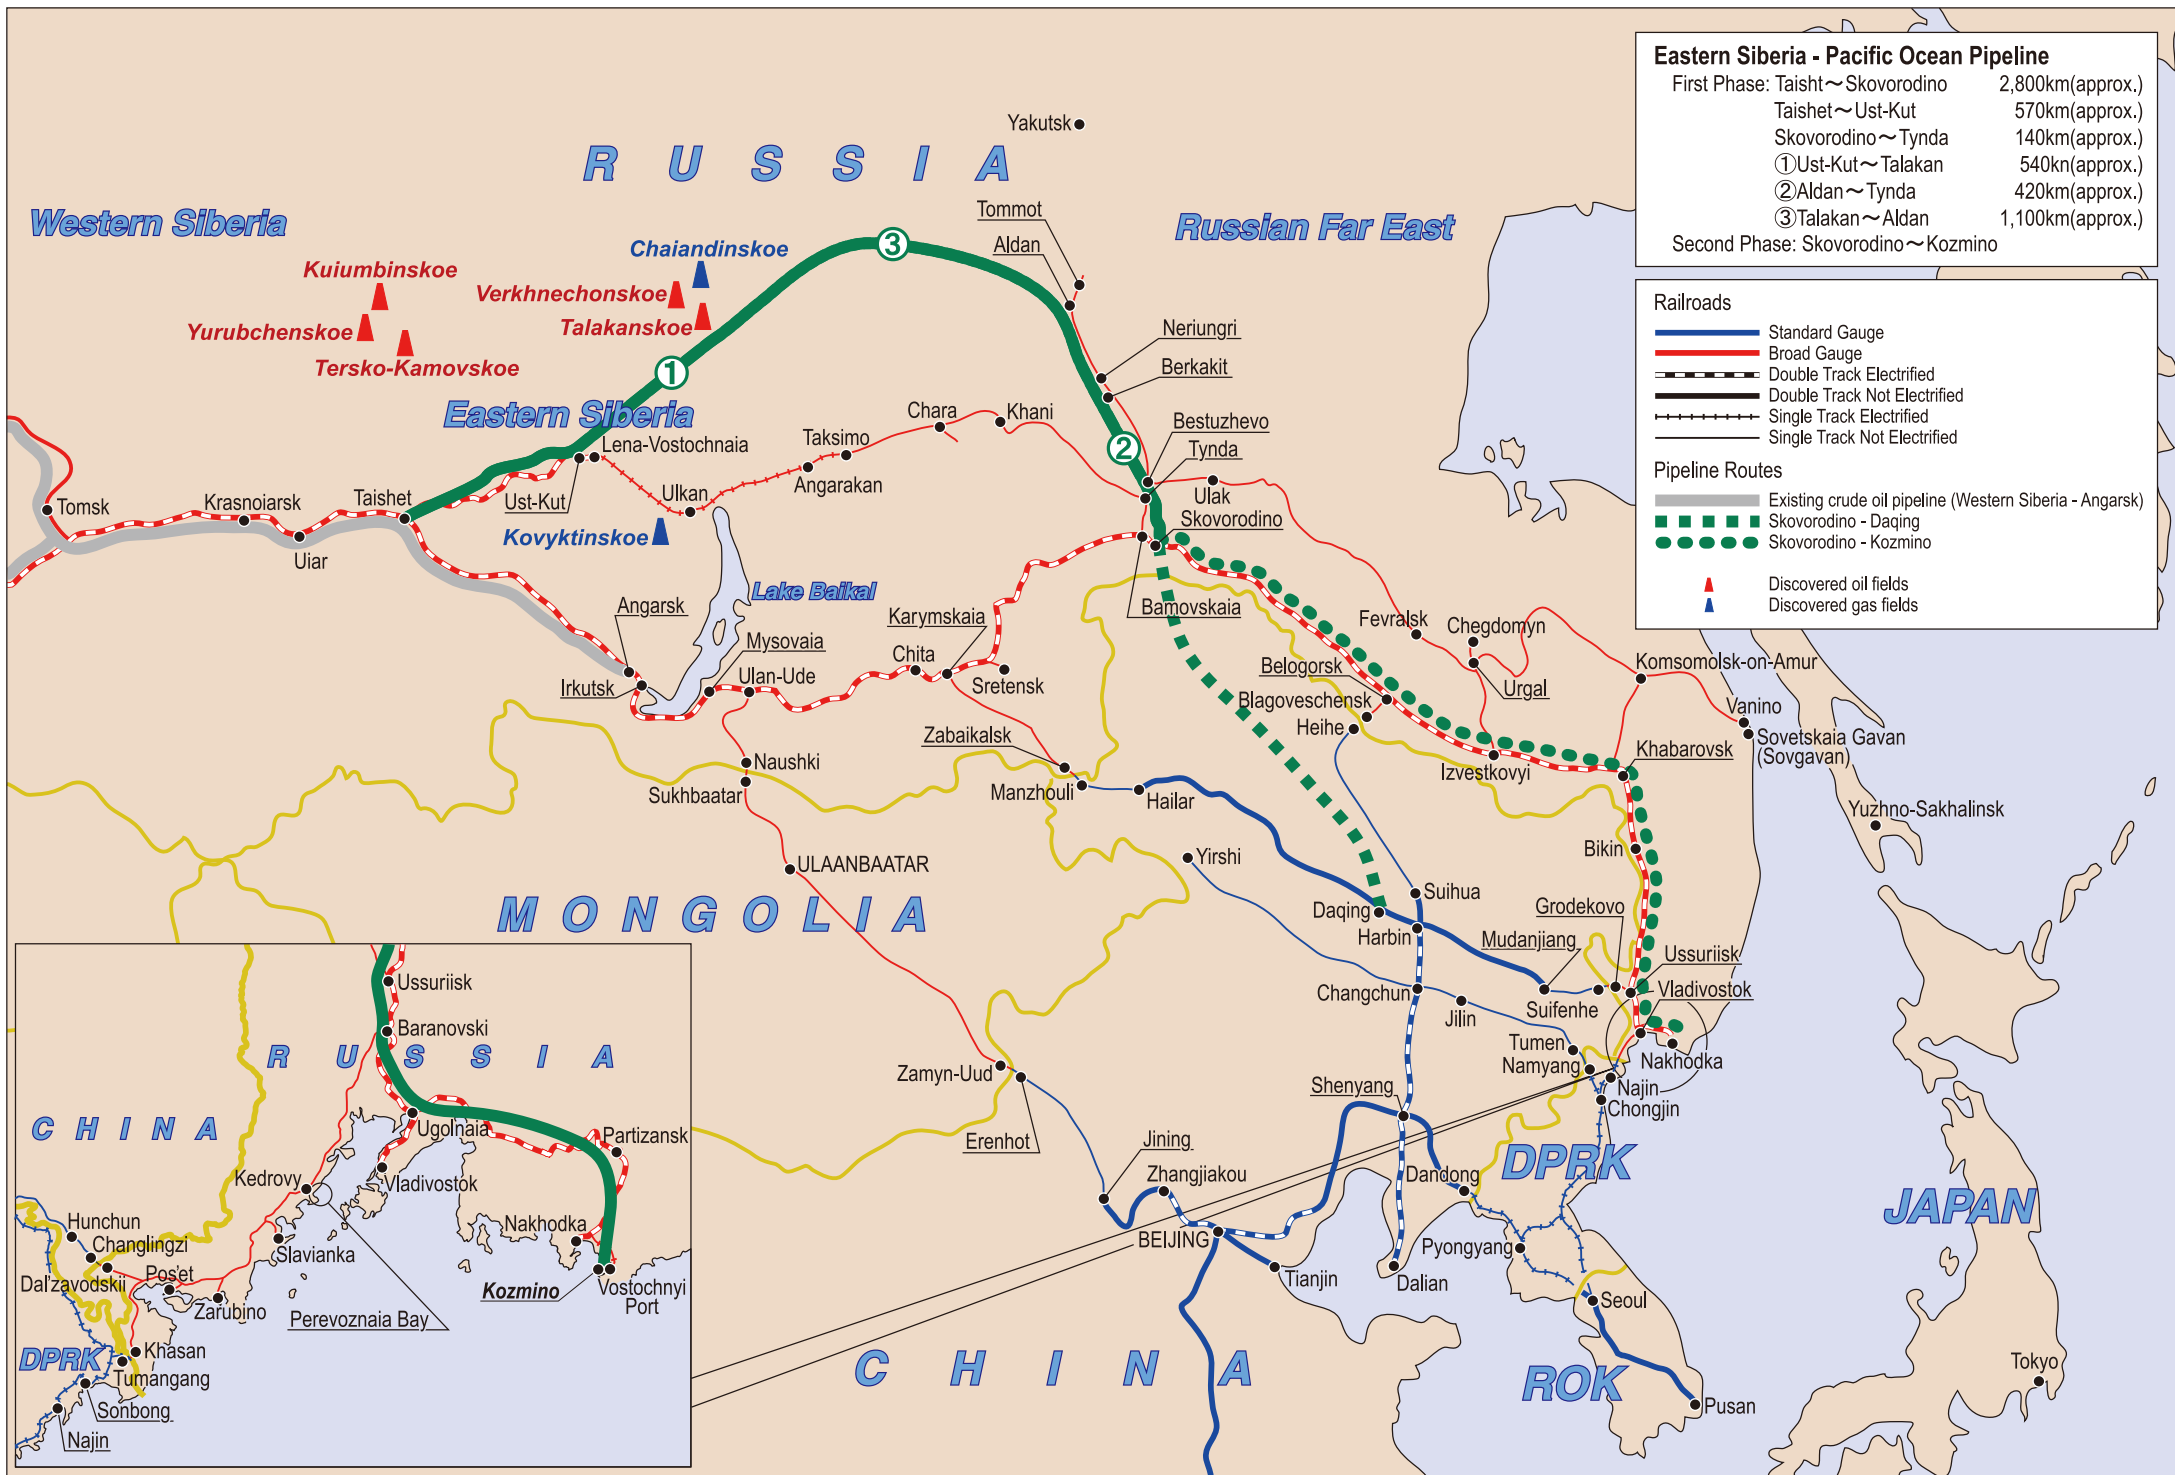 Eastern Siberia - Pacific Ocean Pipeline
First Phase: Taisht～Skovorodino 2,800km(approx.)
Taishet～Ust-Kut 570km(approx.)
Skovorodino～Tynda 140km(approx.)
①Ust-Kut～Talakan 540kn(approx.)
②Aldan～Tynda 420km(approx.)
③Talakan～Aldan 1,100km(approx.)
Second Phase: Skovorodino～Kozmino
Railroads
Standard Gauge
Broad Gauge
Double Track Electrified
Double Track Not Electrified
Single Track Electrified
Single Track Not Electrified
Pipeline Routes
Existing crude oil pipeline (Western Siberia - Angarsk)
Skovorodino - Daqing
Skovorodino - Kozmino
Discovered oil fields
Discovered gas fields
Yakutsk
RUSSIA
Western Siberia
Russian Far East
Tommot
Aldan
③
Chaiandinskoe
Kuiumbinskoe
Verkhnechonskoe
Yurubchenskoe
Talakanskoe
Tersko-Kamovskoe
①
Neriungri
Berkakit
Eastern Siberia
Chara
Khani
Bestuzhevo
②
Tynda
Lena-Vostochnaia
Taksimo
Angarakan
Ust-Kut
Ulkan
Ulak
Skovorodino
Tomsk
Krasnoiarsk
Taishet
Uiar
Kovyktinskoe
Lake Baikal
Bamovskaia
Angarsk
Karymskaia
Mysovaia
Fevralsk
Chegdomyn
Chita
Belogorsk
Komsomolsk-on-Amur
Irkutsk
Ulan-Ude
Sretensk
Urgal
Blagoveschensk
Heihe
Vanino
Sovetskaia Gavan
(Sovgavan)
Zabaikalsk
Khabarovsk
Naushki
Izvestkovyi
Sukhbaatar
Manzhouli
Hailar
Yuzhno-Sakhalinsk
Bikin
Yirshi
ULAANBAATAR
MONGOLIA
Suihua
Daqing
Grodekovo
Harbin
Mudanjiang
Ussuriisk
Vladivostok
Changchun
Jilin
Suifenhe
Tumen
Namyang
Nakhodka
Zamyn-Uud
Najin
Chongjin
Shenyang
Erenhot
Jining
Zhangjiakou
Dandong
DPRK
JAPAN
BEIJING
Pyongyang
Tianjin
Dalian
Seoul
CHINA
ROK
Tokyo
Pusan
Ussuriisk
Baranovski
RUSSIA
CHINA
Ugolnaia
Partizansk
Kedrovy
Vladivostok
Hunchun
Nakhodka
Changlingzi
Slavianka
Dal'zavodskii
Pos'et
Zarubino
Kozmino
Vostochnyi
Port
Perevoznaia Bay
Khasan
DPRK
Tumangang
Sonbong
Najin